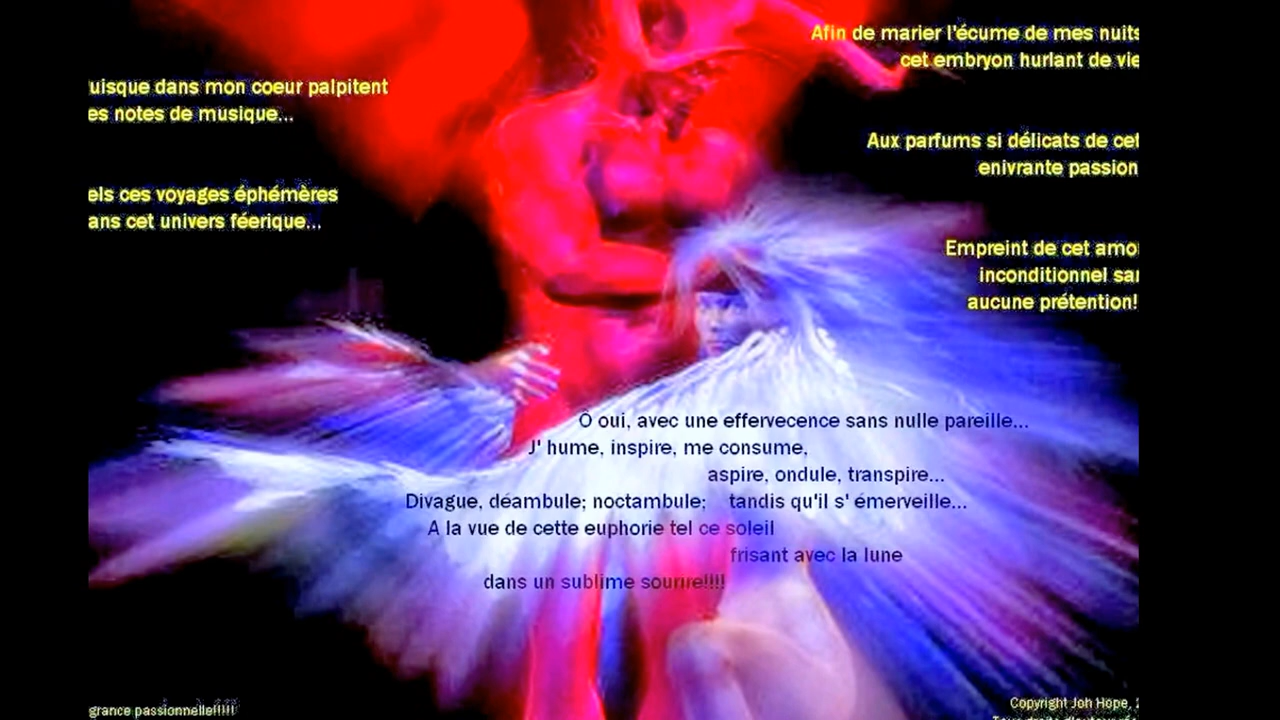 uisque dans mon coeur palpitent
es notes de musique...
els ces voyages éphémères
ans cet univers féerique...
Afin de marier l'écume de mes nuits
cet embryon hurlant de vie
Aux parfums si délicats de cet
enivrante passion
Empreint de cet amo
inconditionnel sa
aucune prétention!
Ô oui, avec une effervecence sans nulle pareille...
J' hume, inspire, me consume,
aspire, ondule, transpire...
Divague, déambule; noctambule; tandis qu'il s' émerveille...
A la vue de cette euphorie tel ce soleil
frisant avec la lune
dans un sublime sourire!!!!
grance passionnelle!!!!!
Copyright Joh Hope,